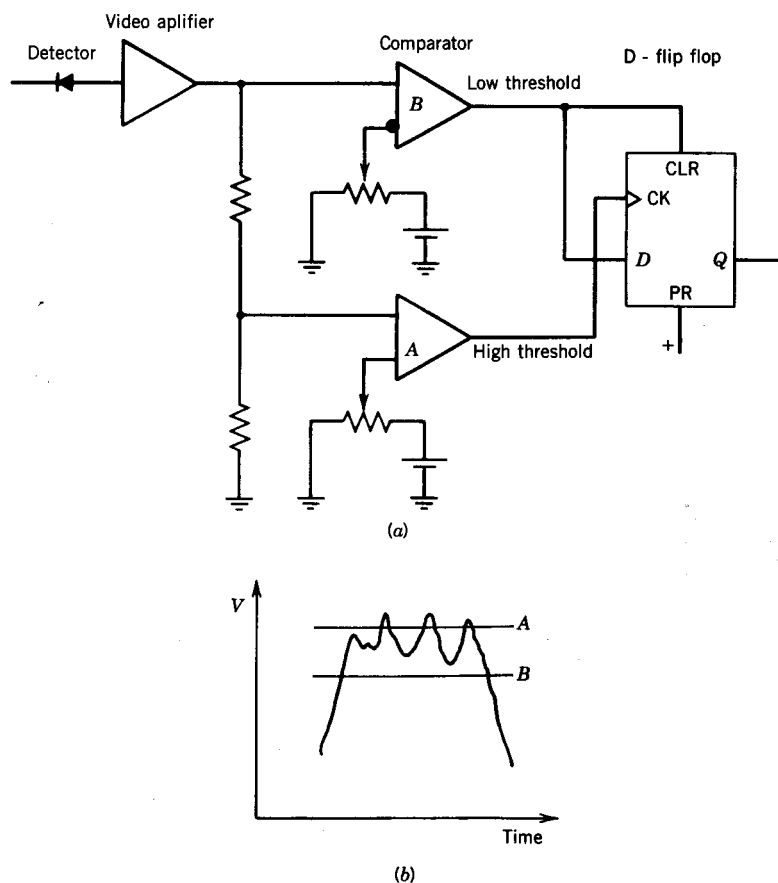 Video aplifier
Detector
Comparator
D - flip flop
B
Low threshold
CLR
CK
D
Q
PR
+
A
High threshold
(a)
V
A
B
Time
(b)